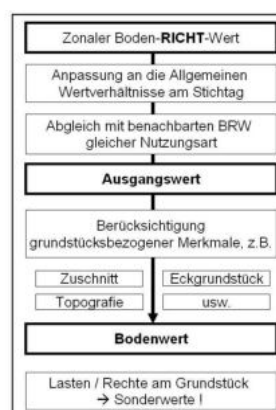 Zonaler Boden-RICHT-Wert
Anpassung an die Allgemeinen
Wertverhältnisse am Stichtag
Abgleich mit benachbarten BRW
gleicher Nutzungsart
Ausgangswert
Berücksichtigung
grundstücksbezogener Merkmale, z.B.
Zuschnitt
Eckgrundstück
Topografie
usw.
Bodenwert
Lasten / Rechte am Grundstück
→ Sonderwerte !